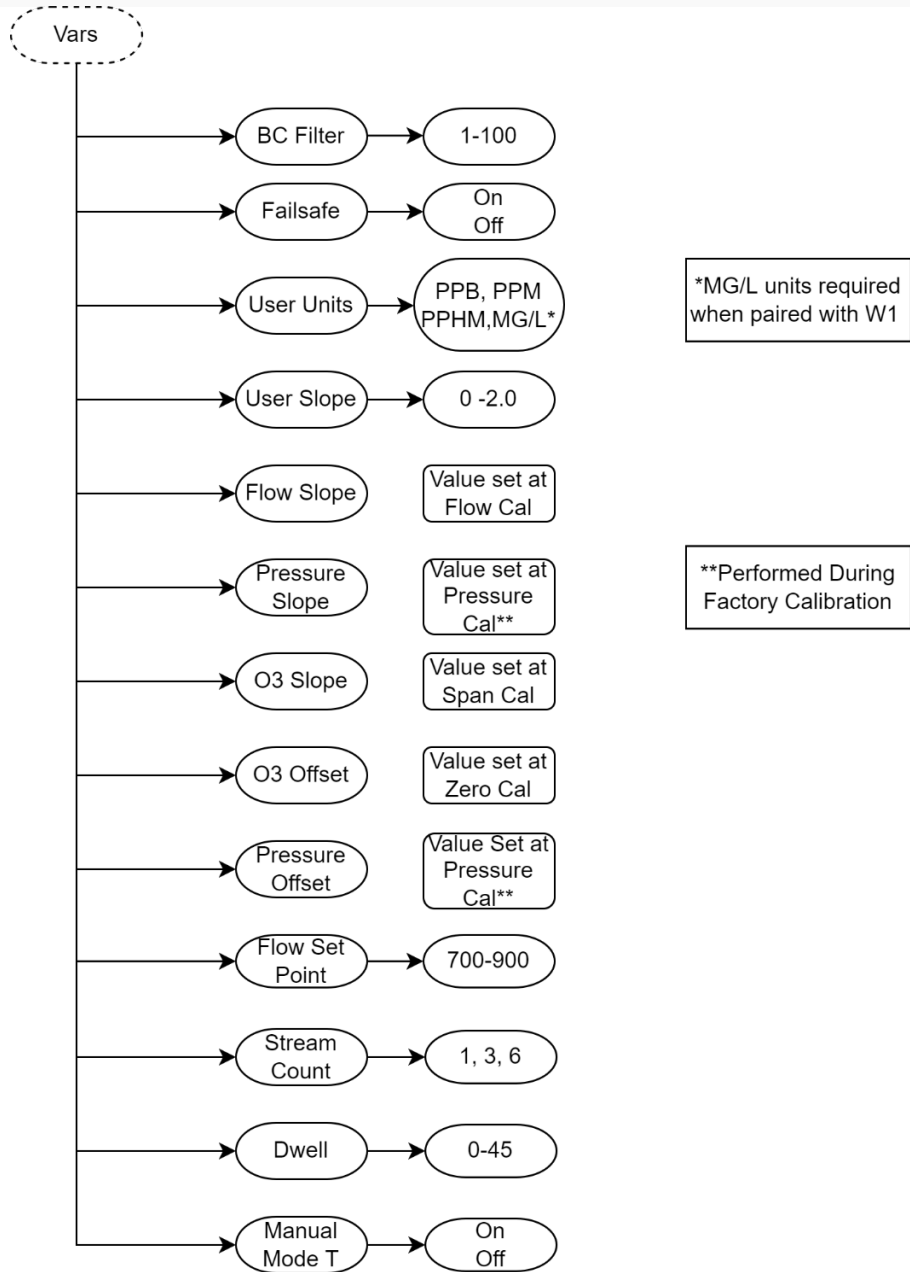 Vars
BC Filter
1-100
Failsafe
On
Off
User Units
PPB, PPM
PPHM,MG/L*
*MG/L units required
when paired with W1
User Slope
0 -2.0
Flow Slope
Value set at
Flow Cal
Pressure
Slope
Value set at
Pressure
Cal**
**Performed During
Factory Calibration
O3 Slope
Value set at
Span Cal
O3 Offset
Value set at
Zero Cal
Pressure
Offset
Value Set at
Pressure
Cal**
Flow Set
Point
700-900
Stream
Count
1, 3, 6
Dwell
0-45
Manual
Mode T
On
Off